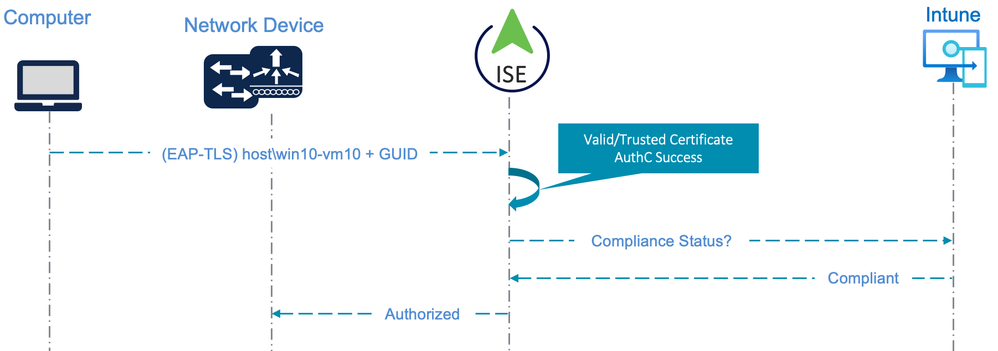 Computer
Network Device
Intune
ISE
(EAP-TLS) host\win10-vm10 + GUID
Valid/Trusted Certificate
AuthC Success
Compliance Status?
Compliant
Authorized